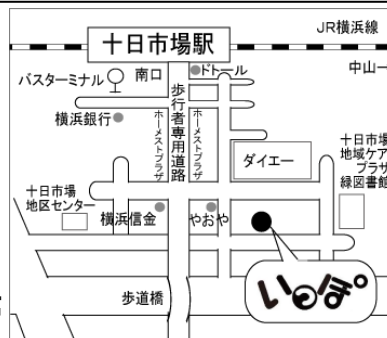 JR横浜線
十日市場駅
中山
バスターミナル
南口
ドトール
横浜銀行
ホーメストプラザ
歩行者専用道路
ホーメストプラザ
ダイエー
十日市場
地域ケア
プラザ
緑図書館
十日市場
地区センター
横浜信金
やおや
いっぽ。
歩道橋